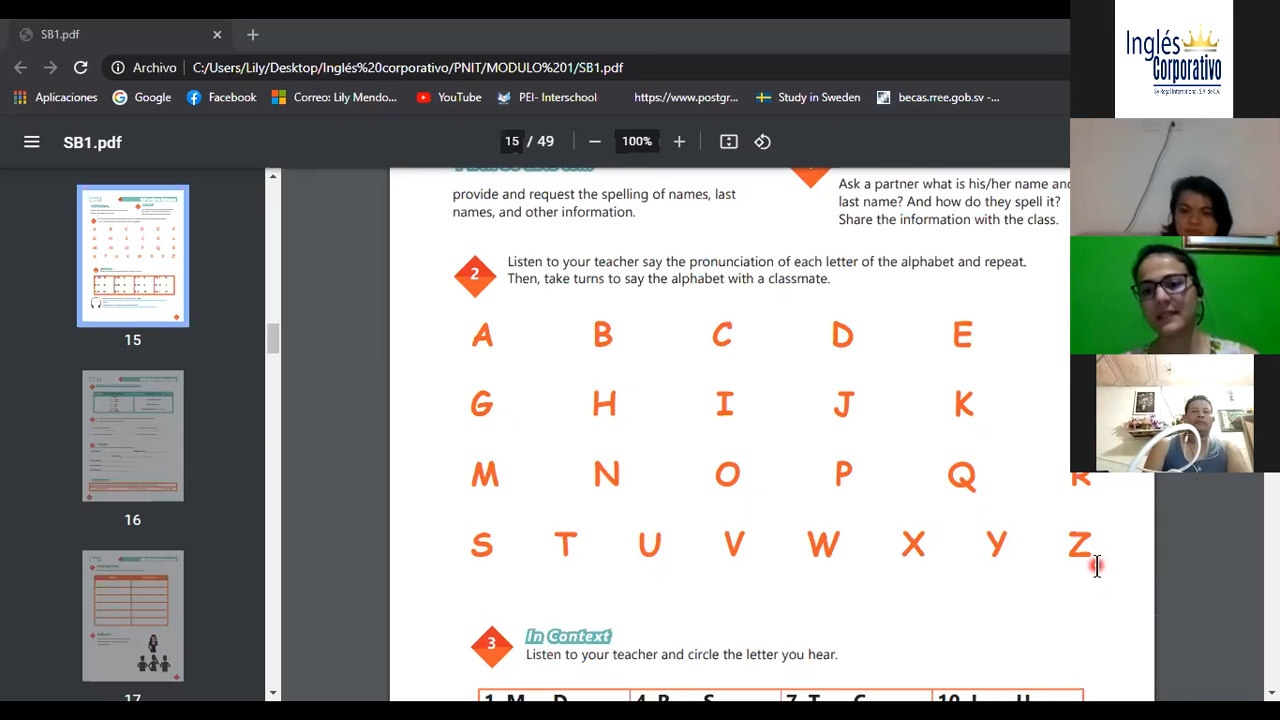 SB1.pdf
Archivo C:/Users/Lily/Desktop/Inglés%20corporativo/PNIT/MODULO%201/SB1.pdf
Aplicaciones Google Facebook Correo: Lily Mendo... YouTube PEI- Interschool https://www.postgr... Study in Sweden becas.rree.gob.sv -...
SB1.pdf 15 / 49 100%
Inglés
Corporativo
provide and request the spelling of names, last
names, and other information.
Ask a partner what is his/her name and
last name? And how do they spell it?
Share the information with the class.
2 Listen to your teacher say the pronunciation of each letter of the alphabet and repeat.
Then, take turns to say the alphabet with a classmate.
A B C D E
G H I J K
M N O P Q R
S T U V W X Y Z
3 In Context
Listen to your teacher and circle the letter you hear.
15
16
17